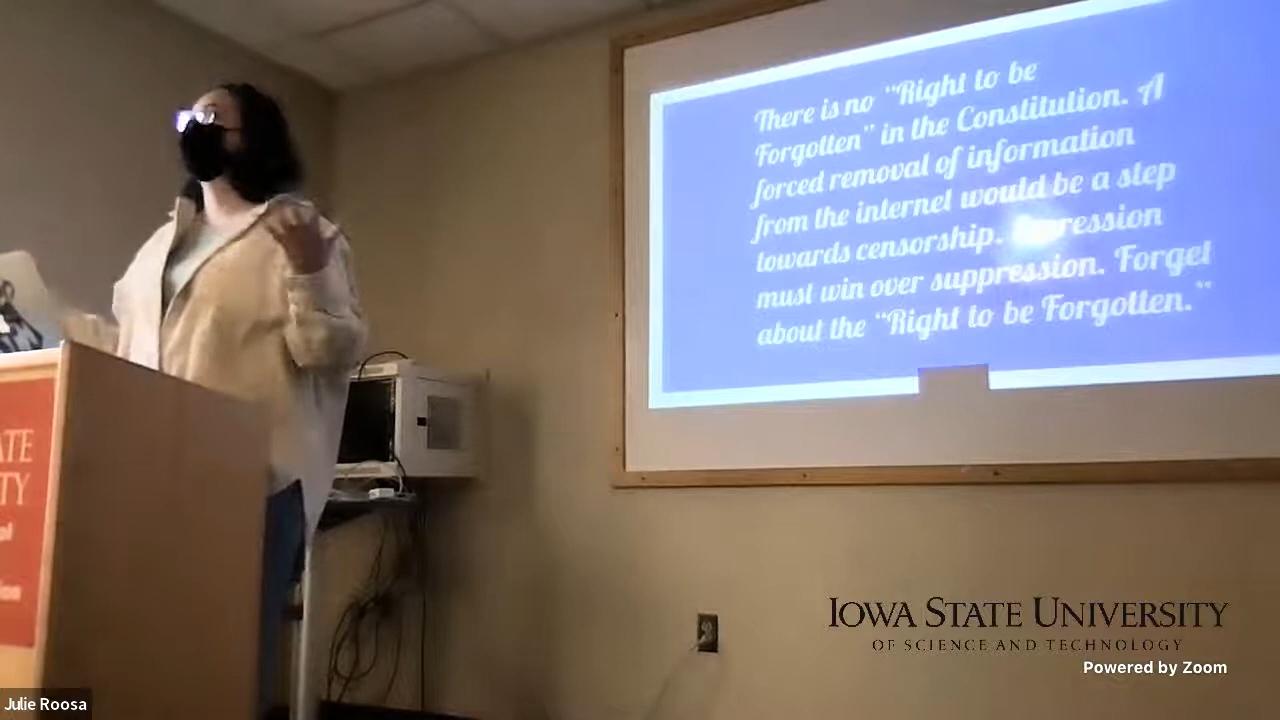 There is no "Right to be
Forgotten" in the Constitution. A
forced removal of information
from the internet would be a step
towards censorship. ression
must win over suppression. Forget
about the "Right to be Forgotten."
IOWA STATE UNIVERSITY
OF SCIENCE AND TECHNOLOGY
Powered by Zoom
Julie Roosa